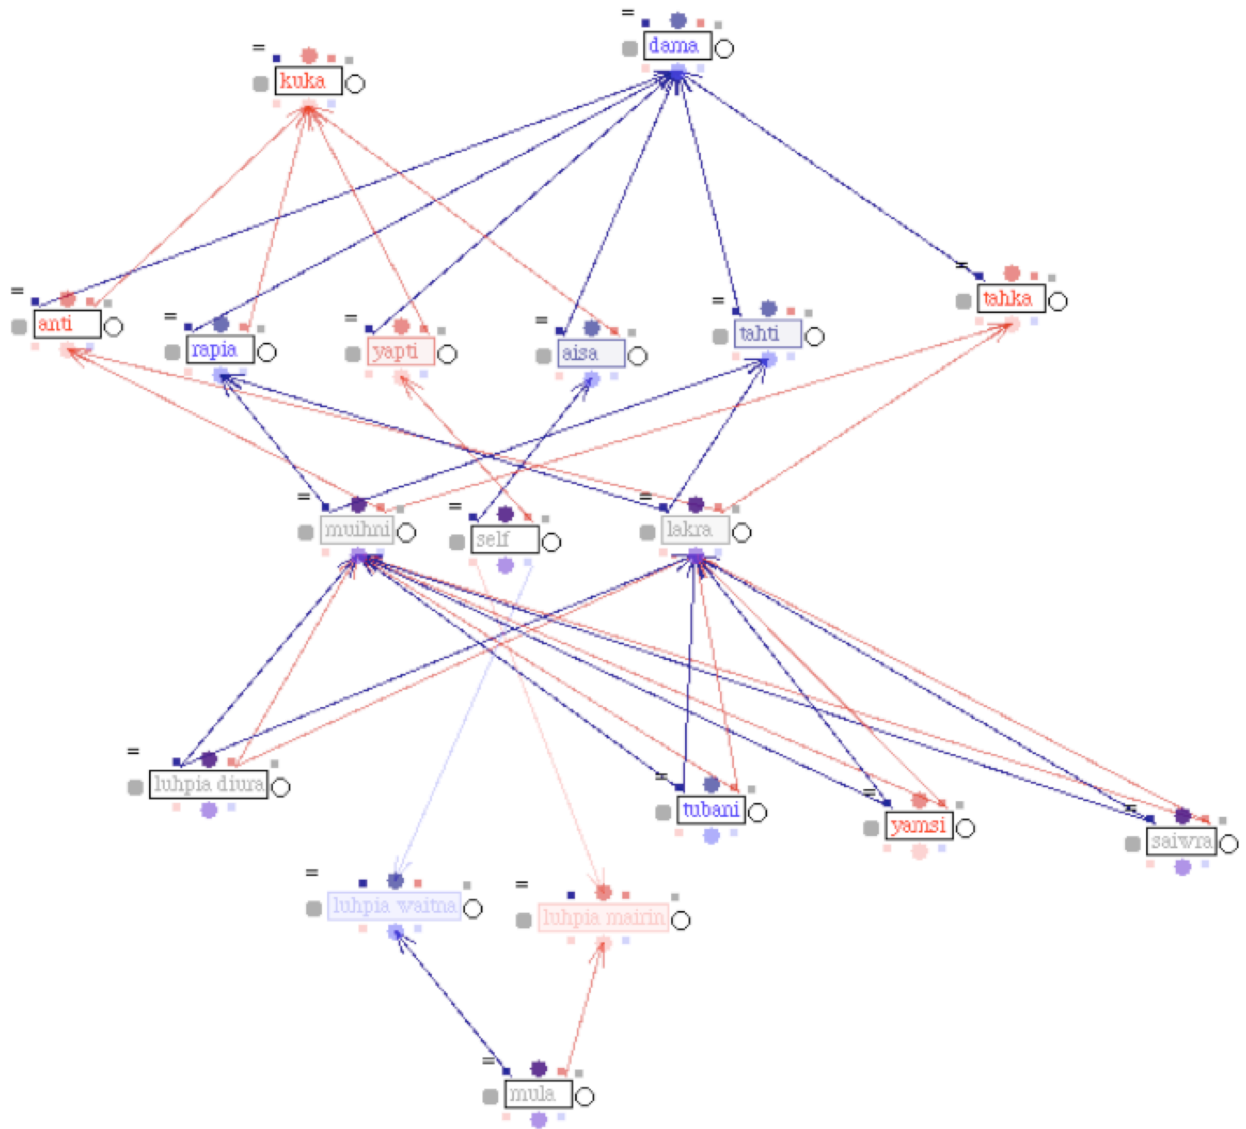 =
dama
=
kuka
=
anti
=
rapia
=
yapti
=
aisa
=
tahti
=
tahka
=
muihni
=
self
=
lakra
=
luhpia diura
=
tubani
=
yamsi
=
saiwra
=
luhpia waitna
=
luhpia mairin
=
mula